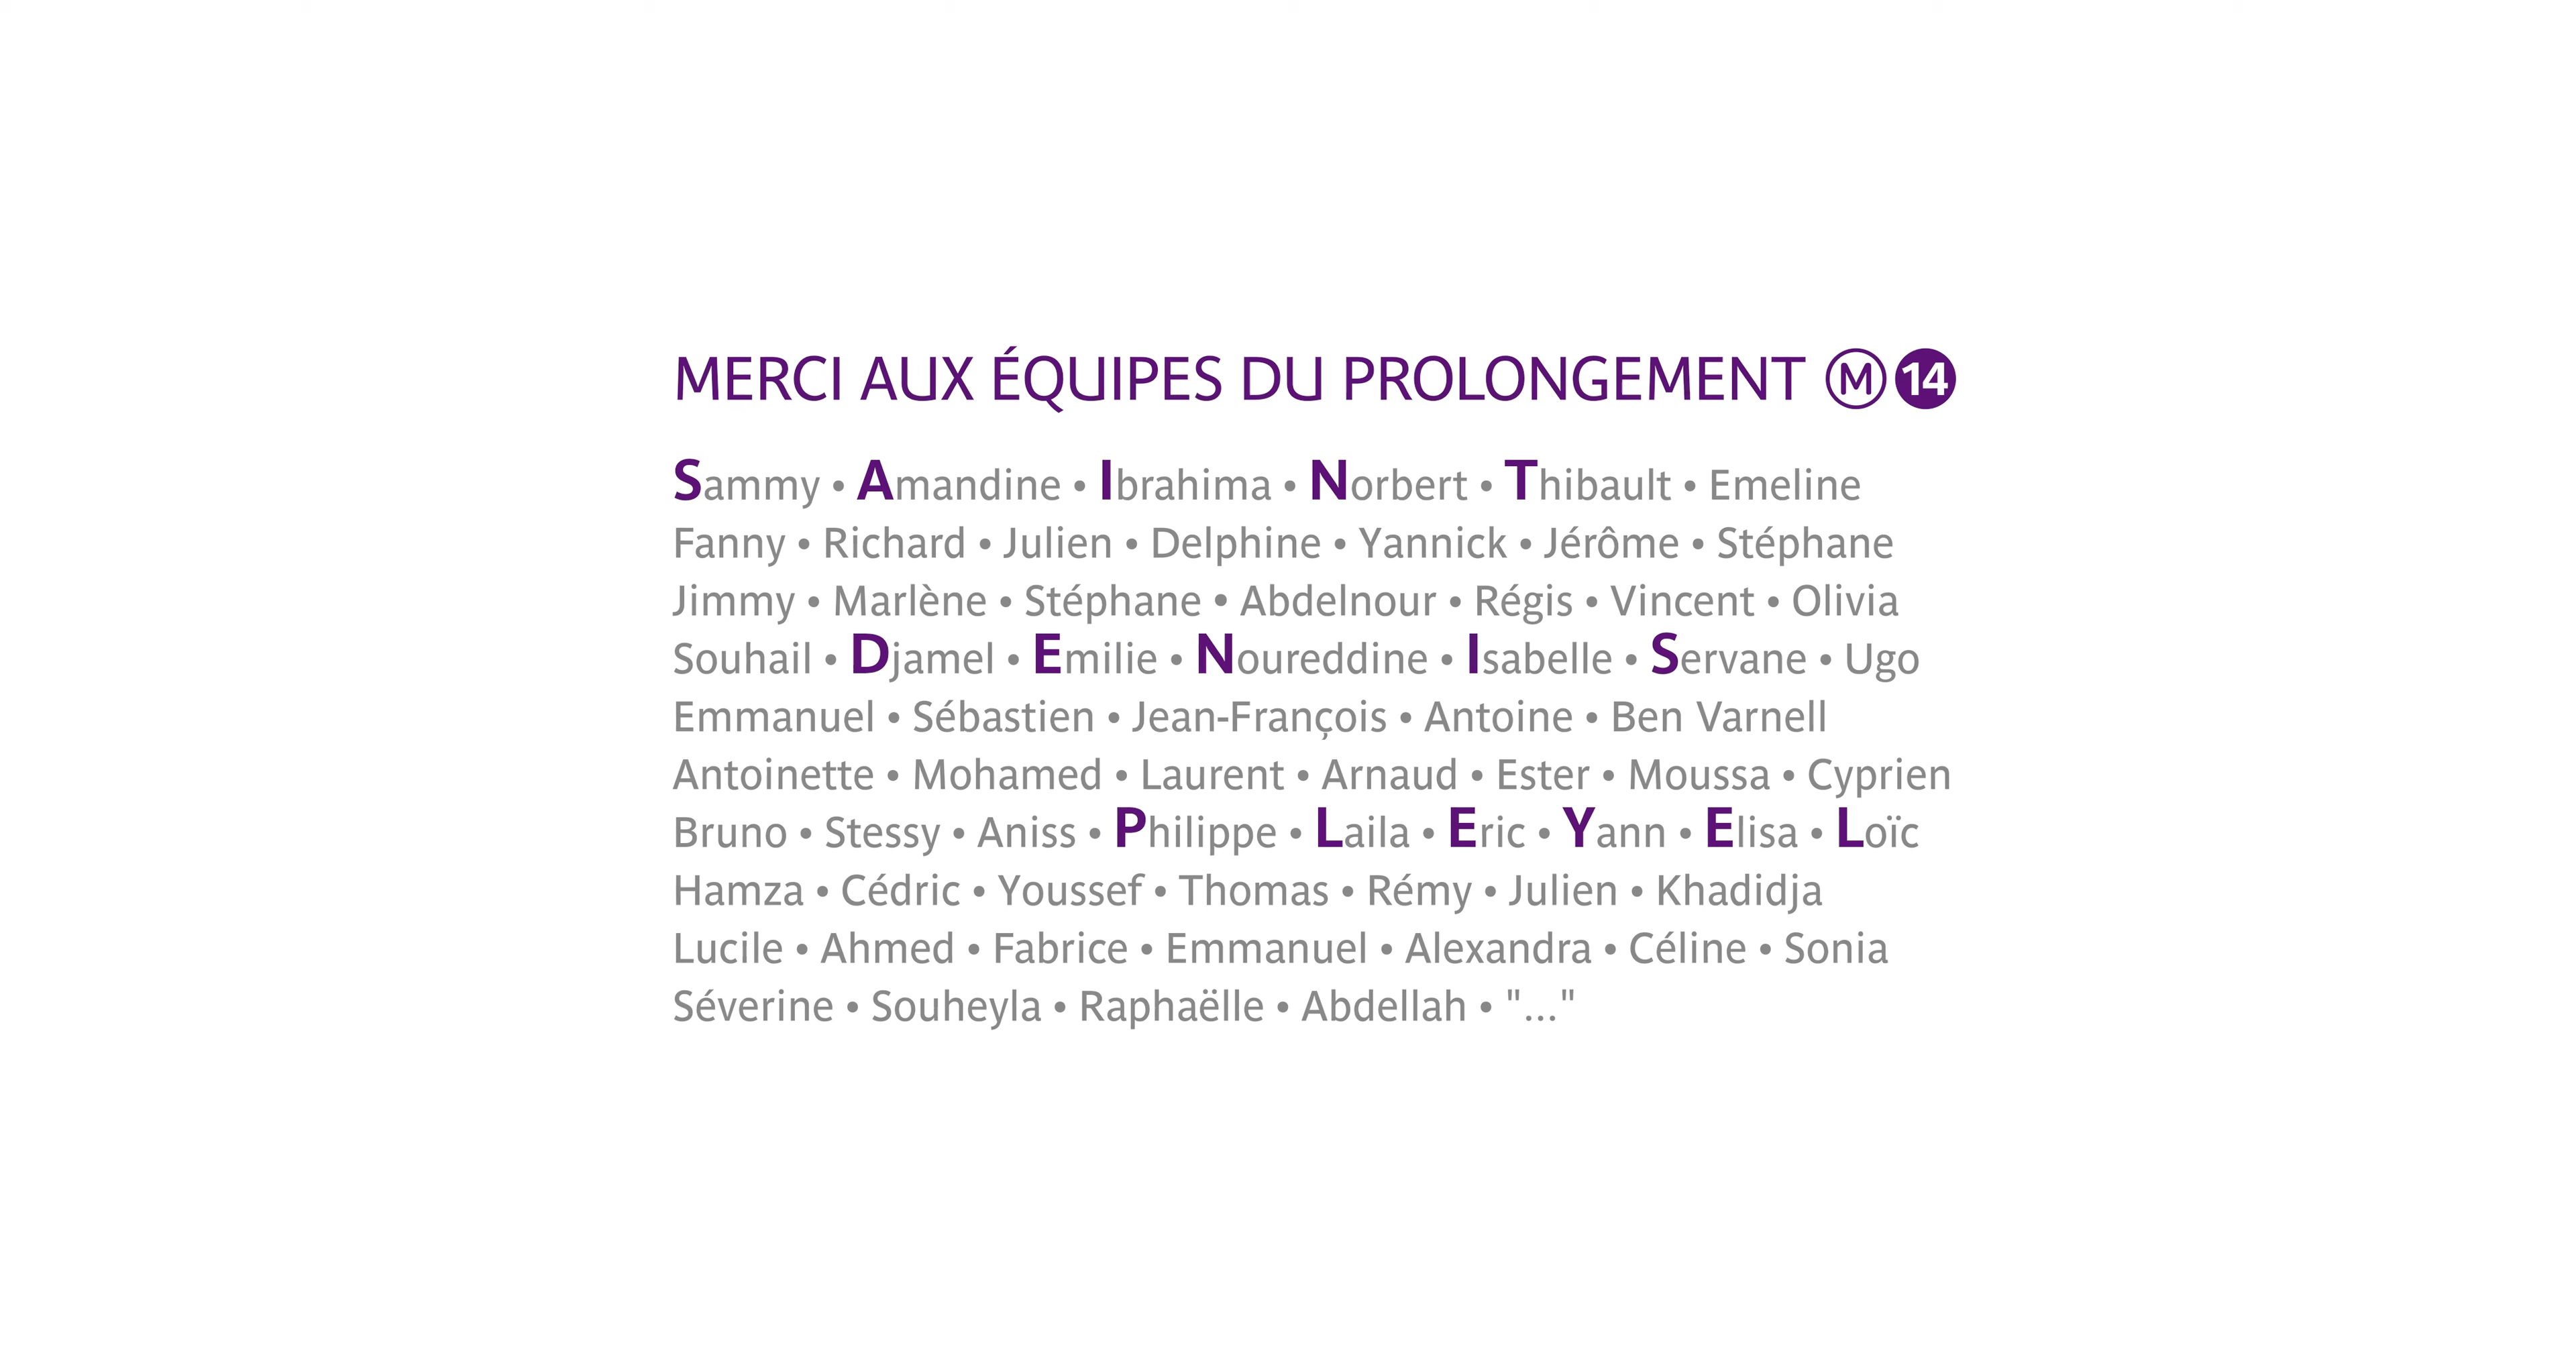 MERCI AUX ÉQUIPES DU PROLONGEMENT M 14
Sammy • Amandine • Ibrahima • Norbert • Thibault • Emeline
Fanny • Richard • Julien • Delphine • Yannick • Jérôme • Stéphane
Jimmy • Marlène • Stéphane • Abdelnour • Régis • Vincent • Olivia
Souhail • Djamel • Emilie • Noureddine • Isabelle • Servane • Ugo
Emmanuel • Sébastien • Jean-François • Antoine • Ben Varnell
Antoinette • Mohamed • Laurent • Arnaud • Ester • Moussa • Cyprien
Bruno • Stessy • Aniss • Philippe • Laila • Eric • Yann • Elisa • Loïc
Hamza • Cédric • Youssef • Thomas • Rémy • Julien • Khadidja
Lucile • Ahmed • Fabrice • Emmanuel • Alexandra • Céline • Sonia
Séverine • Souheyla • Raphaëlle • Abdellah • "..."